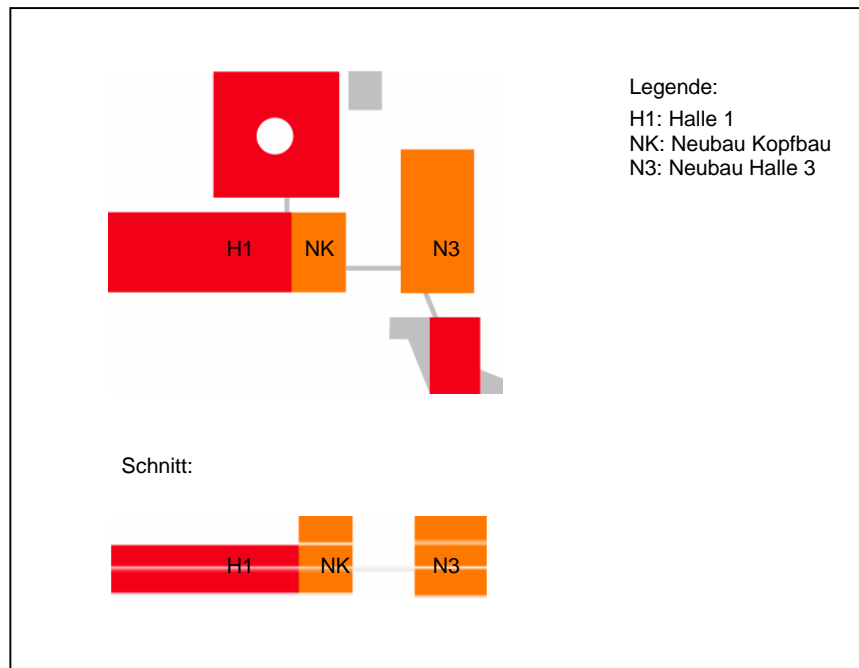 Legende:
H1: Halle 1
NK: Neubau Kopfbau
N3: Neubau Halle 3
H1
NK
N3
Schnitt:
H1
NK
N3